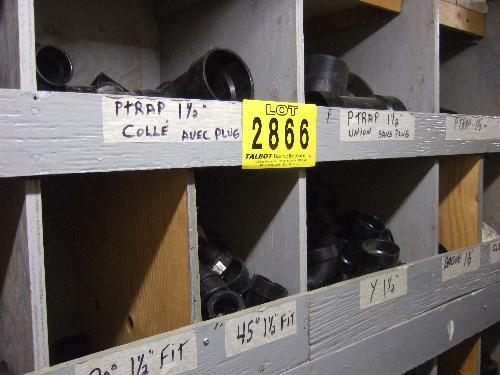 PTRAP 1½"
COLLÉ AVEC PLUG
LOT
2866
TALBOT
P
PTRAP 1½
UNION SANS PLUG
PTRAP 1½
90° 1½" FIT
45° 1½" FIT
Y 1½"